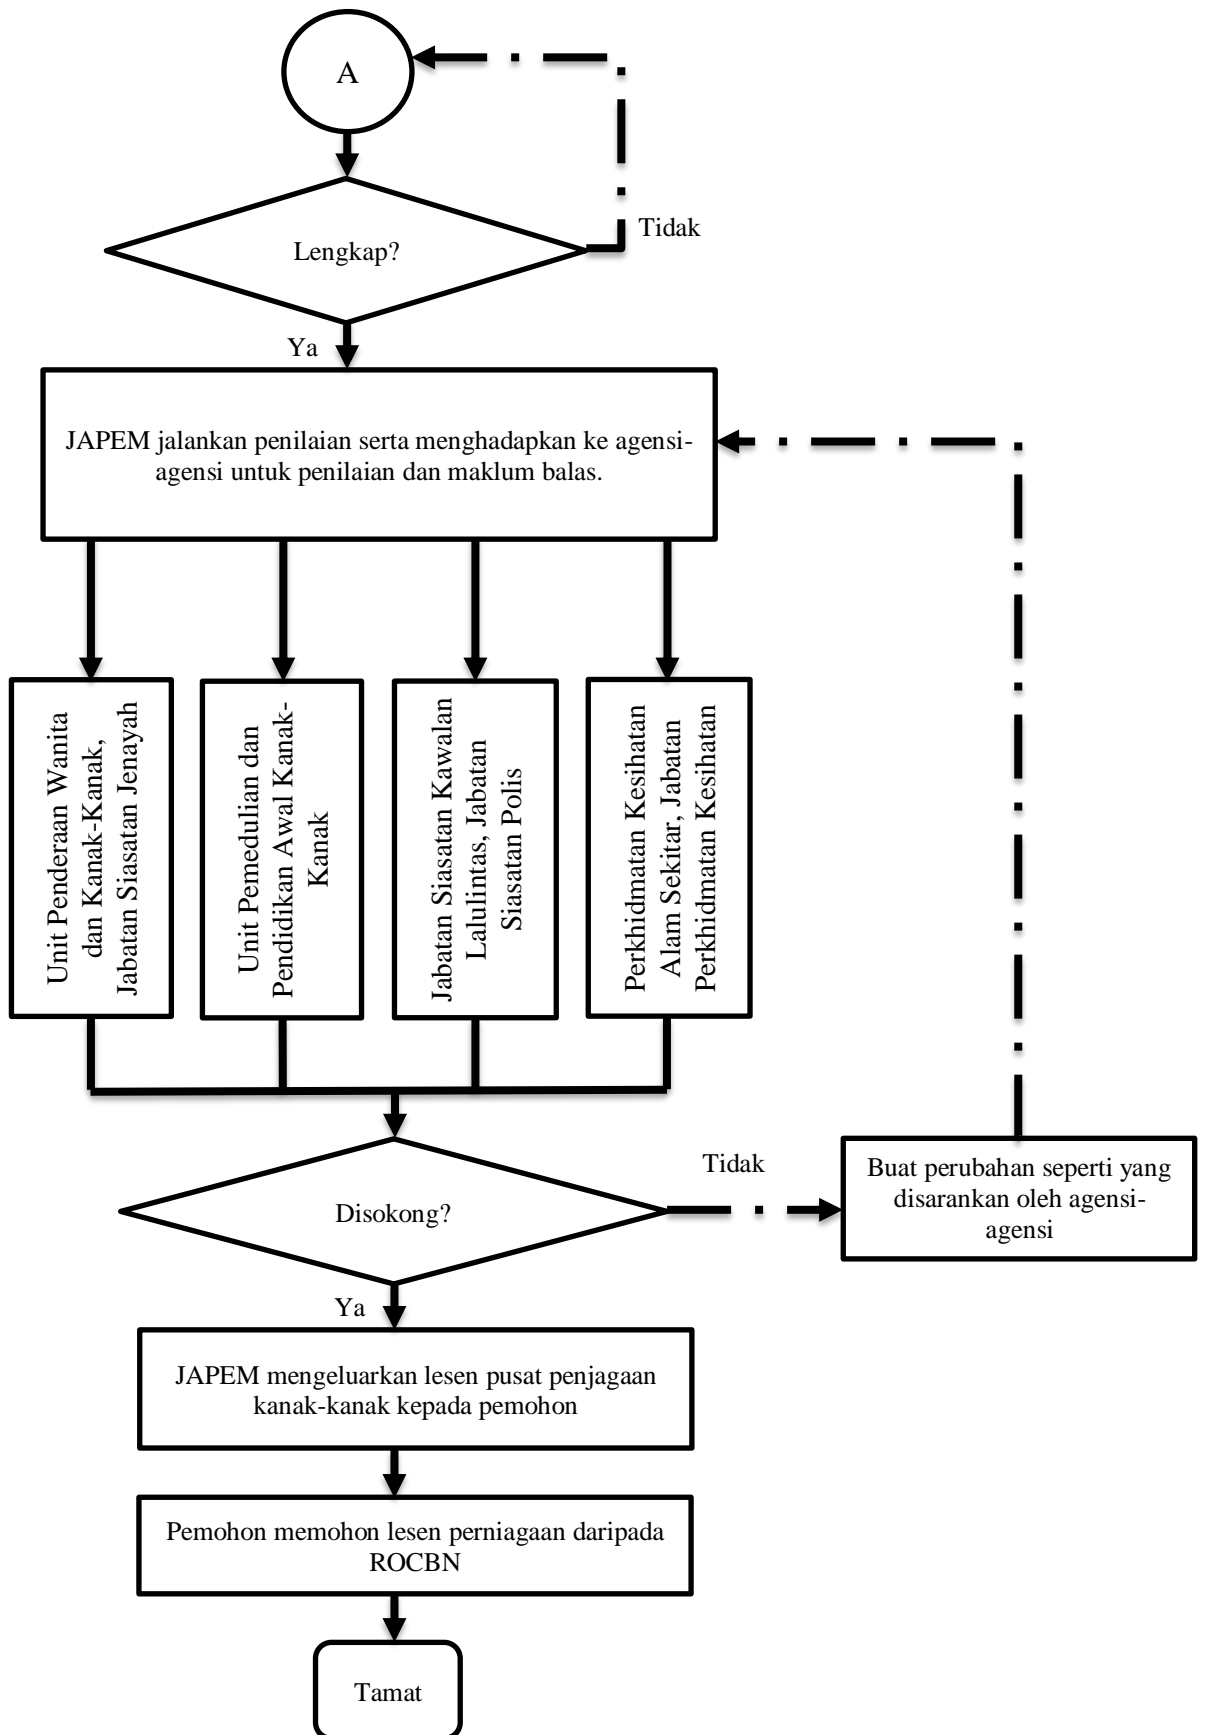 A
Tidak
Lengkap?
Ya
JAPEM jalankan penilaian serta menghadapkan ke agensi-
agensi untuk penilaian dan maklum balas.
Unit Penderaan Wanita
dan Kanak-Kanak,
Jabatan Siasatan Jenayah
Unit Pemedulian dan
Pendidikan Awal Kanak-
Kanak
Jabatan Siasatan Kawalan
Lalulintas, Jabatan
Siasatan Polis
Perkhidmatan Kesihatan
Alam Sekitar, Jabatan
Perkhidmatan Kesihatan
Tidak
Buat perubahan seperti yang
disarankan oleh agensi-
agensi
Disokong?
Ya
JAPEM mengeluarkan lesen pusat penjagaan
kanak-kanak kepada pemohon
Pemohon memohon lesen perniagaan daripada
ROCBN
Tamat